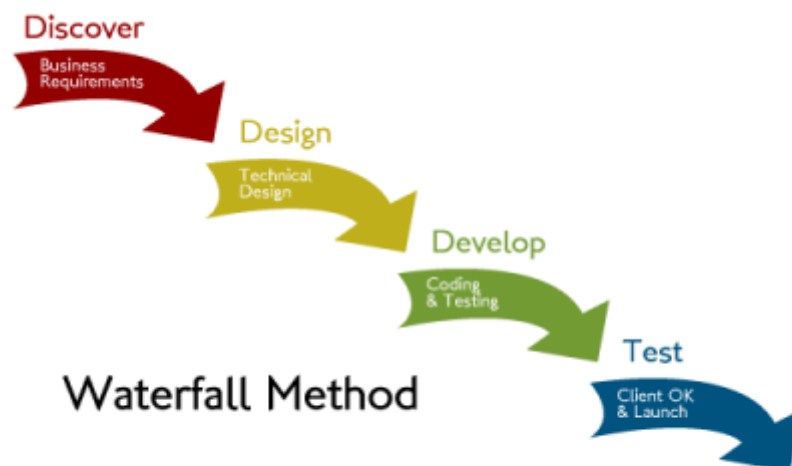 Discover
Business
Requirements
Design
Technical
Design
Develop
Coding
& Testing
Test
Client OK
& Launch
Waterfall Method